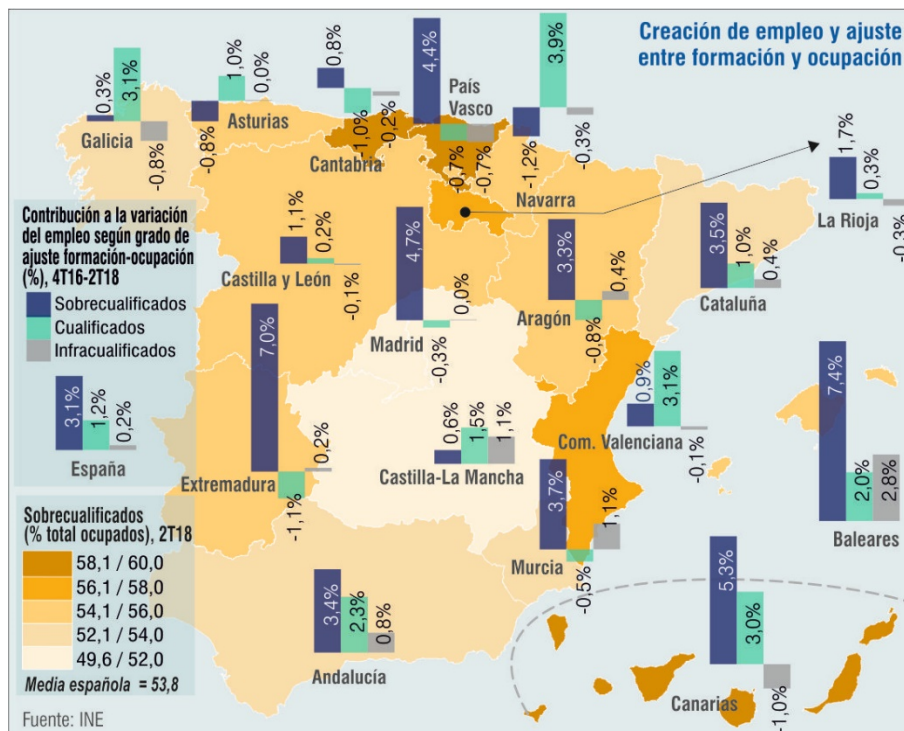 Creación de empleo y ajuste
entre formación y ocupación
0,3%
3,1%
-0,8%
Galicia
-0,8%
1,0%
0,0%
Asturias
0,8%
-1,0%
-0,2%
Cantabria
4,4%
-0,7%
-0,7%
País
Vasco
-1,2%
3,9%
-0,3%
Navarra
1,7%
0,3%
-0,3%
La Rioja
Contribución a la variación
del empleo según grado de
ajuste formación-ocupación
(%), 4T16-2T18
Sobrecualificados
Cualificados
Infracualificados
3,1%
1,2%
0,2%
España
1,1%
0,2%
-0,1%
Castilla y León
4,7%
-0,3%
0,0%
Madrid
3,3%
-0,8%
0,4%
Aragón
3,5%
1,0%
0,4%
Cataluña
7,0%
-1,1%
0,2%
Extremadura
0,6%
1,5%
1,1%
Castilla-La Mancha
0,9%
3,1%
-0,1%
Com. Valenciana
7,4%
2,0%
2,8%
Baleares
3,7%
-0,5%
1,1%
Murcia
3,4%
2,3%
0,8%
Andalucía
5,3%
3,0%
-1,0%
Canarias
Sobrecualificados
(% total ocupados), 2T18
58,1 / 60,0
56,1 / 58,0
54,1 / 56,0
52,1 / 54,0
49,6 / 52,0
Media española = 53,8
Fuente: INE